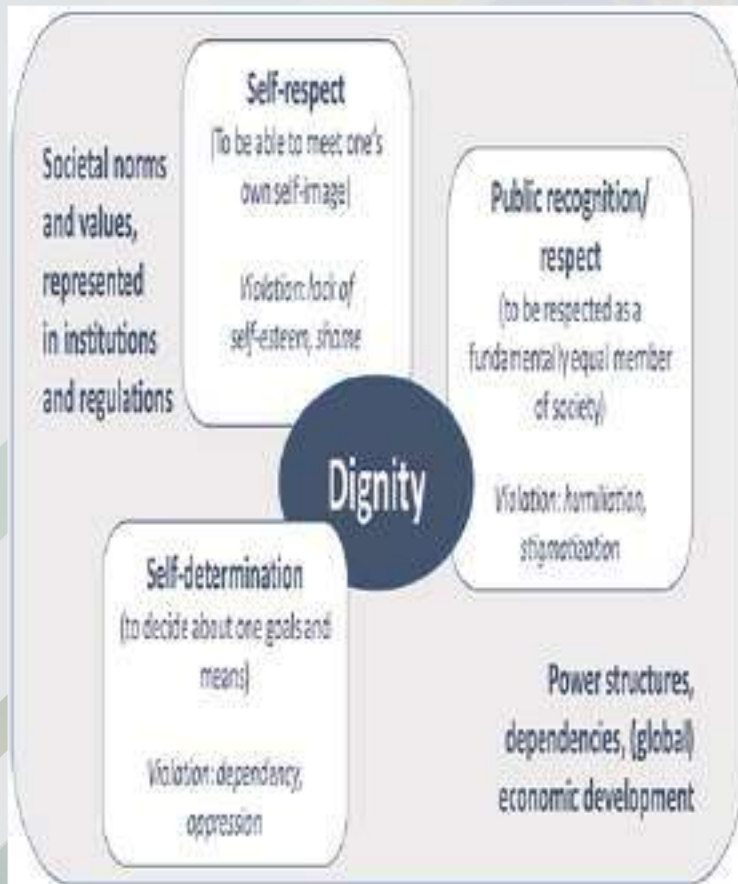 Self-respect
(To be able to meet one's
own self-image)
Violation: lack of
self-esteem, shame
Societal norms
and values,
represented
in institutions
and regulations
Public recognition/
respect
(to be respected as a
fundamentally equal member
of society)
Violation: humiliation,
stigmatization
Dignity
Self-determination
(to decide about one goals and
means)
Violation: dependancy,
oppression
Power structures,
dependencies, (global)
economic development